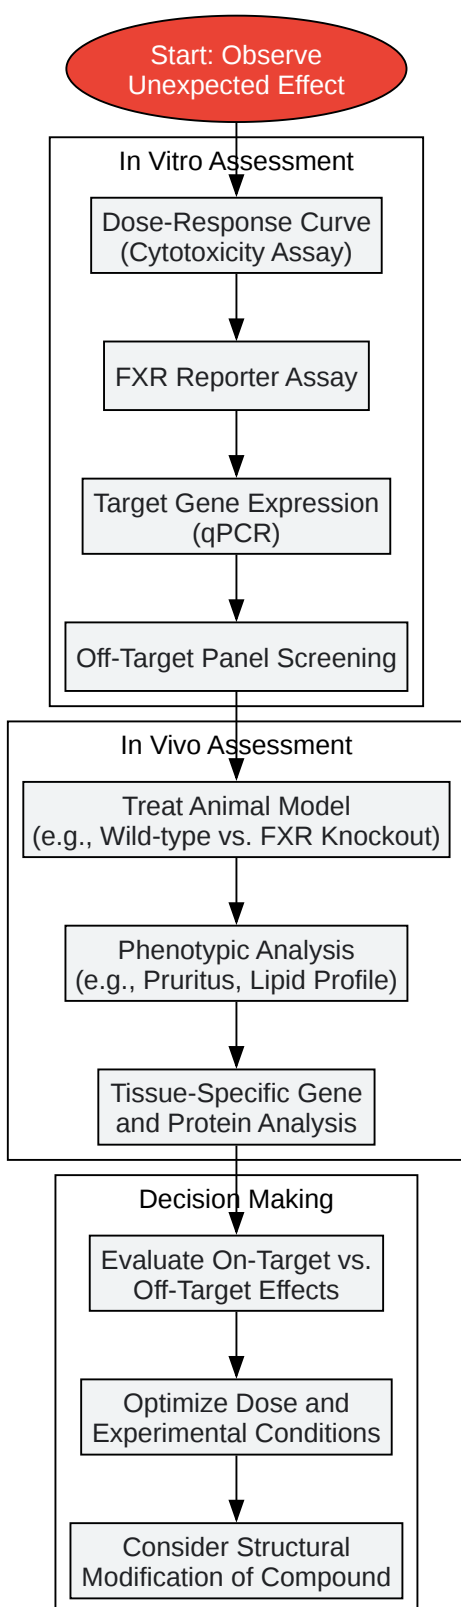 Start: Observe
Unexpected Effect
In Vitro Assessment
Dose-Response Curve
(Cytotoxicity Assay)
FXR Reporter Assay
Target Gene Expression
(qPCR)
Off-Target Panel Screening
In Vivo Assessment
Treat Animal Model
(e.g., Wild-type vs. FXR Knockout)
Phenotypic Analysis
(e.g., Pruritus, Lipid Profile)
Tissue-Specific Gene
and Protein Analysis
Decision Making
Evaluate On-Target vs.
Off-Target Effects
Optimize Dose and
Experimental Conditions
Consider Structural
Modification of Compound